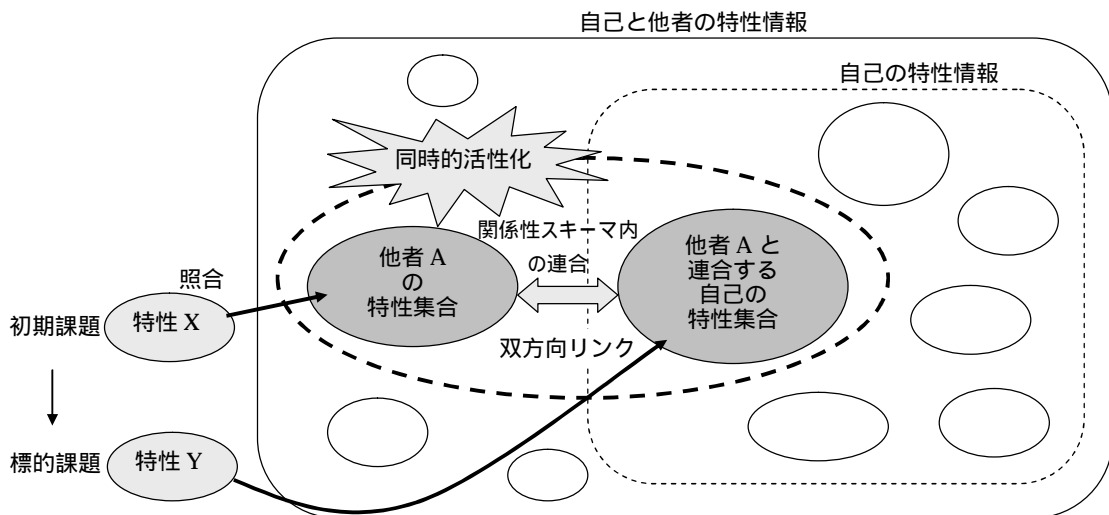 自己と他者の特性情報
自己の特性情報
同時的活性化
関係性スキーマ内
の連合
他者 A
の
特性集合
他者 A と
連合する
自己の
特性集合
照合
初期課題
特性 X
双方向リンク
標的課題
特性 Y